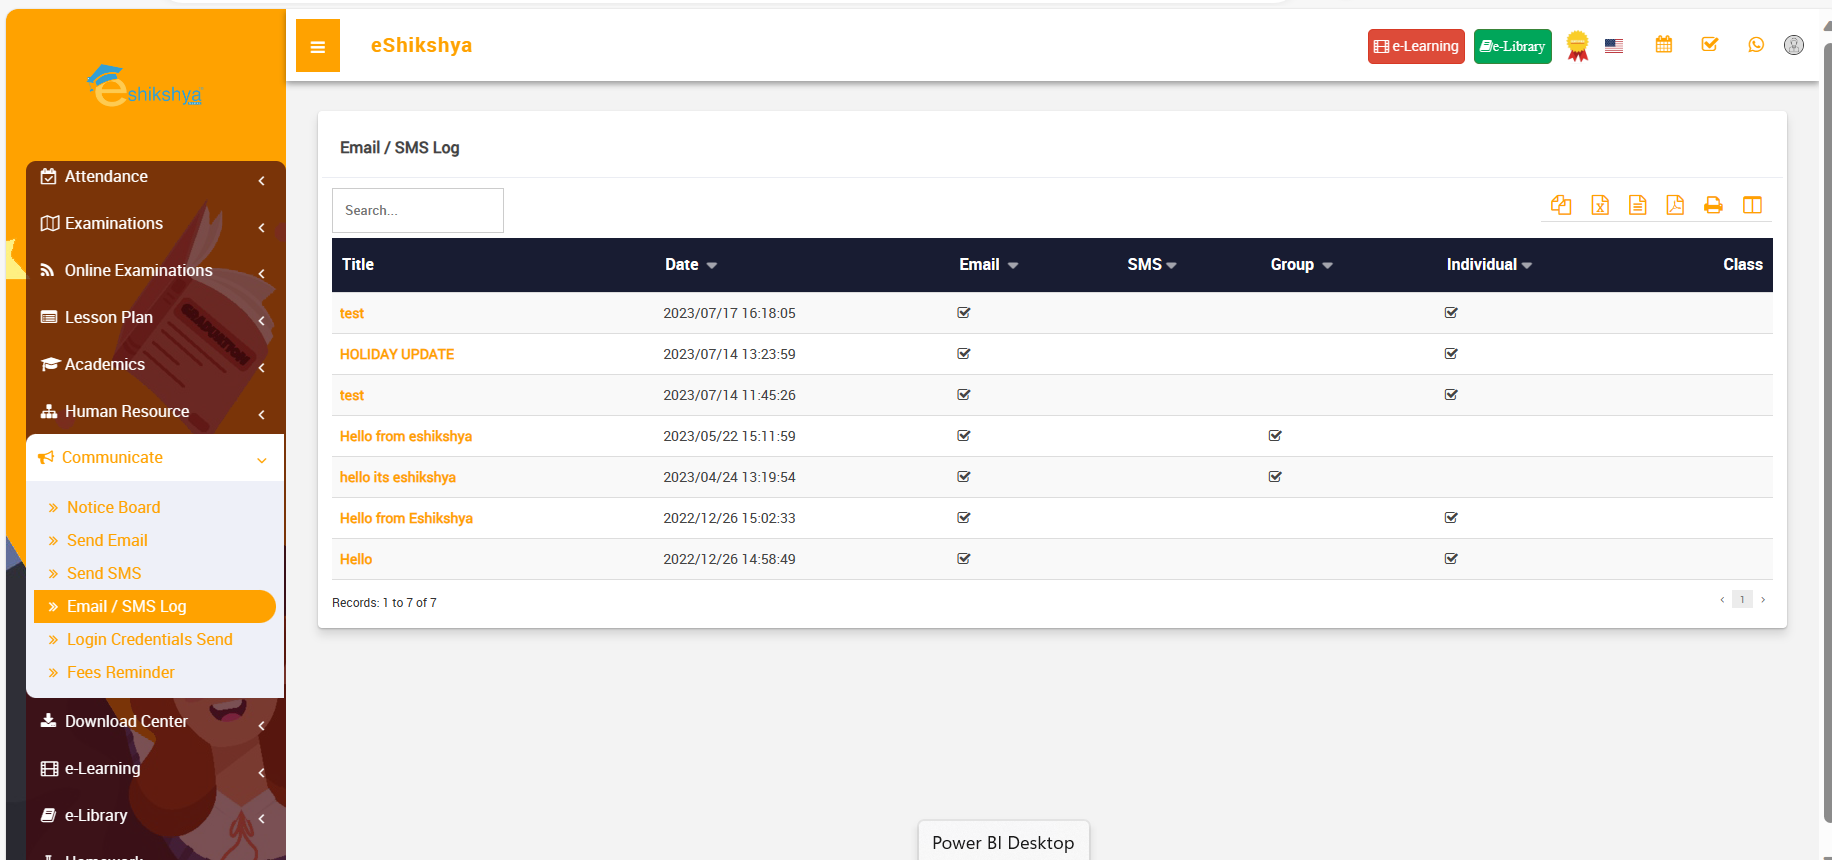 eshikshya
eShikshya
e-Learning
e-Library
Attendance
Examinations
Online Examinations
Lesson Plan
GRADUATION
Academics
Human Resource
Communicate
Notice Board
Send Email
Send SMS
Email / SMS Log
Login Credentials Send
Fees Reminder
Download Center
e-Learning
e-Library
Homework
Email / SMS Log
Search...
Title Date Email SMS Group Individual Class
test 2023/07/17 16:18:05
HOLIDAY UPDATE 2023/07/14 13:23:59
test 2023/07/14 11:45:26
Hello from eshikshya 2023/05/22 15:11:59
hello its eshikshya 2023/04/24 13:19:54
Hello from Eshikshya 2022/12/26 15:02:33
Hello 2022/12/26 14:58:49
Records: 1 to 7 of 7
1
Power BI Desktop